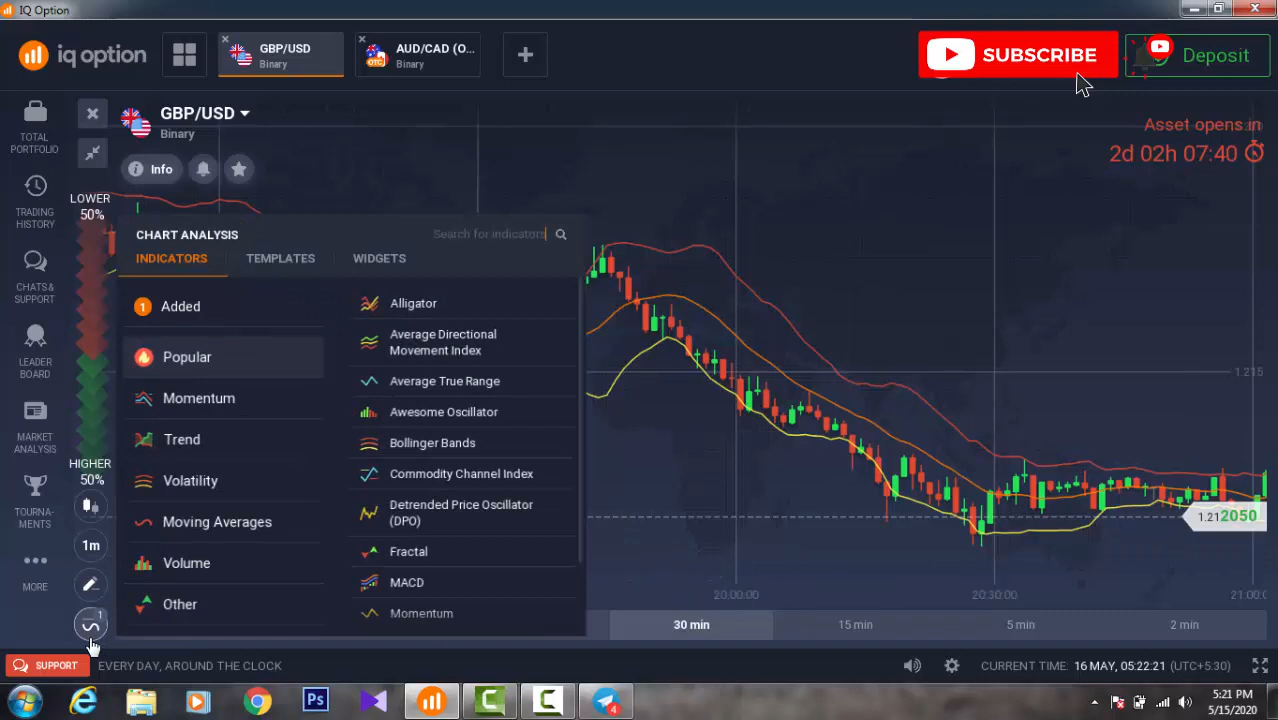 IQ Option
iq option
GBP/USD
Binary
AUD/CAD (O...
Binary
OTC
SUBSCRIBE
Deposit
TOTAL
PORTFOLIO
TRADING
HISTORY
CHATS &
SUPPORT
LEADER
BOARD
MARKET
ANALYSIS
TOURNA-
MENTS
MORE
GBP/USD
Binary
Info
Asset opens in
2d 02h 07:40
LOWER
50%
HIGHER
50%
1m
1
CHART ANALYSIS
Search for indicators
INDICATORS
TEMPLATES
WIDGETS
1 Added
Popular
Momentum
Trend
Volatility
Moving Averages
Volume
Other
Alligator
Average Directional
Movement Index
Average True Range
Awesome Oscillator
Bollinger Bands
Commodity Channel Index
Detrended Price Oscillator
(DPO)
Fractal
MACD
Momentum
1.215
1.212050
20:00:00
20:30:00
21:00:0
30 min
15 min
5 min
2 min
SUPPORT
EVERY DAY, AROUND THE CLOCK
CURRENT TIME: 16 MAY, 05:22:21 (UTC+5:30)
Ps
4
5:21 PM
5/15/2020